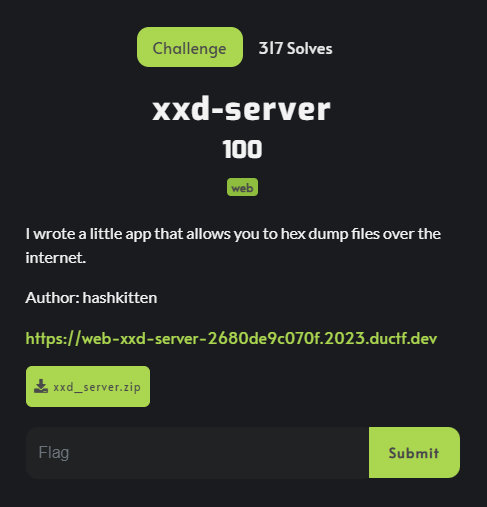 Challenge
317 Solves
xxd-server
100
web
I wrote a little app that allows you to hex dump files over the
internet.
Author: hashkitten
https://web-xxd-server-2680de9c070f.2023.ductf.dev
xxd_server.zip
Flag
Submit